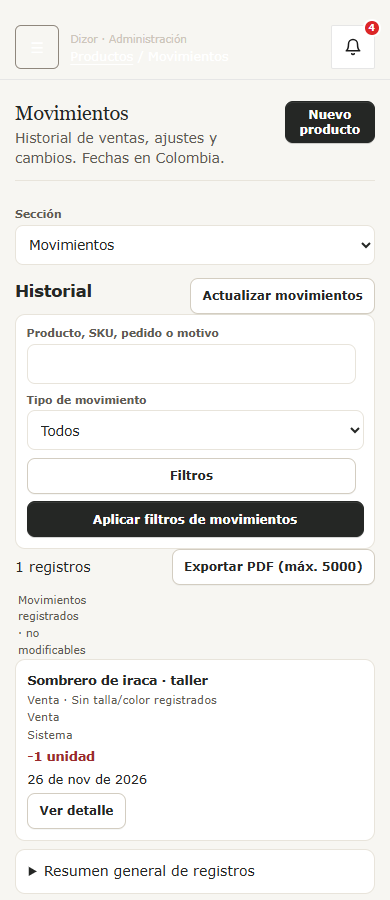 Dizor · Administración
4
Productos / Movimientos
Movimientos
Nuevo
producto
Historial de ventas, ajustes y
cambios. Fechas en Colombia.
Sección
Movimientos
Historial
Actualizar movimientos
Producto, SKU, pedido o motivo
Tipo de movimiento
Todos
Filtros
Aplicar filtros de movimientos
1 registros
Exportar PDF (máx. 5000)
Movimientos
registrados
· no
modificables
Sombrero de iraca · taller
Venta · Sin talla/color registrados
Venta
Sistema
-1 unidad
26 de nov de 2026
Ver detalle
Resumen general de registros